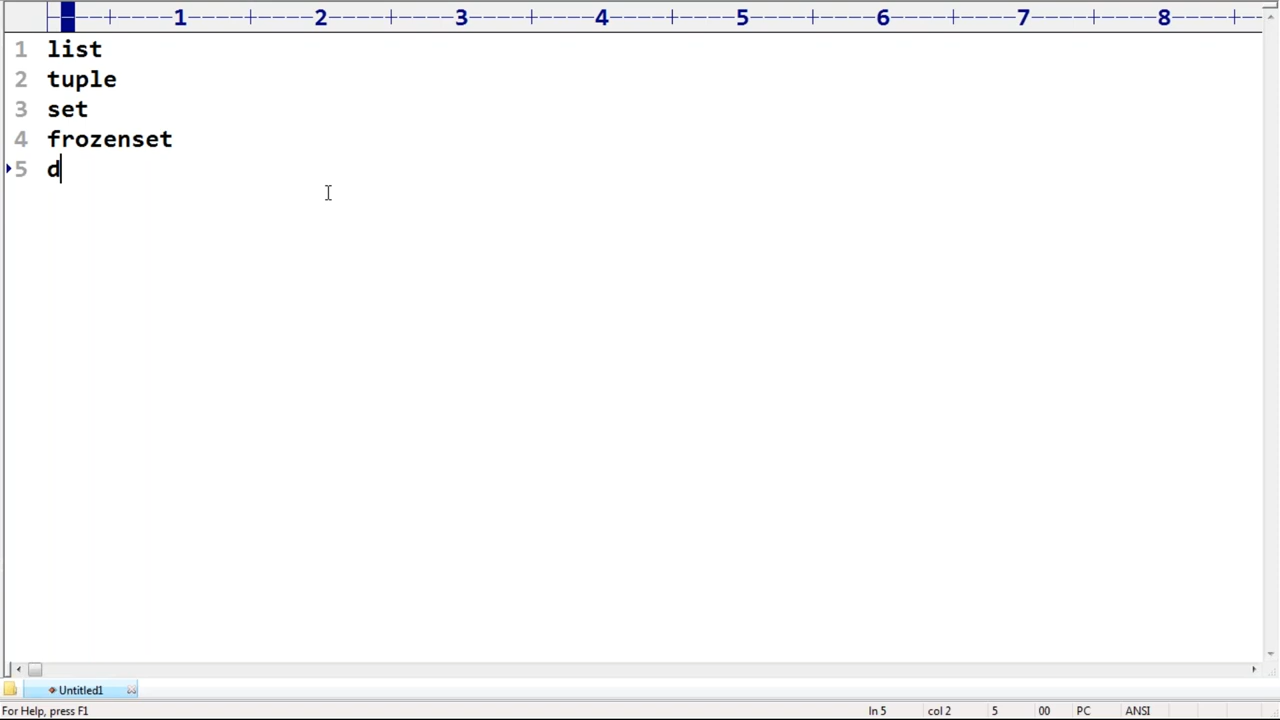 1 2 3 4 5 6 7 8
1 list
2 tuple
3 set
4 frozenset
5 d
Untitled1
For Help, press F1 ln 5 col 2 5 00 PC ANSI